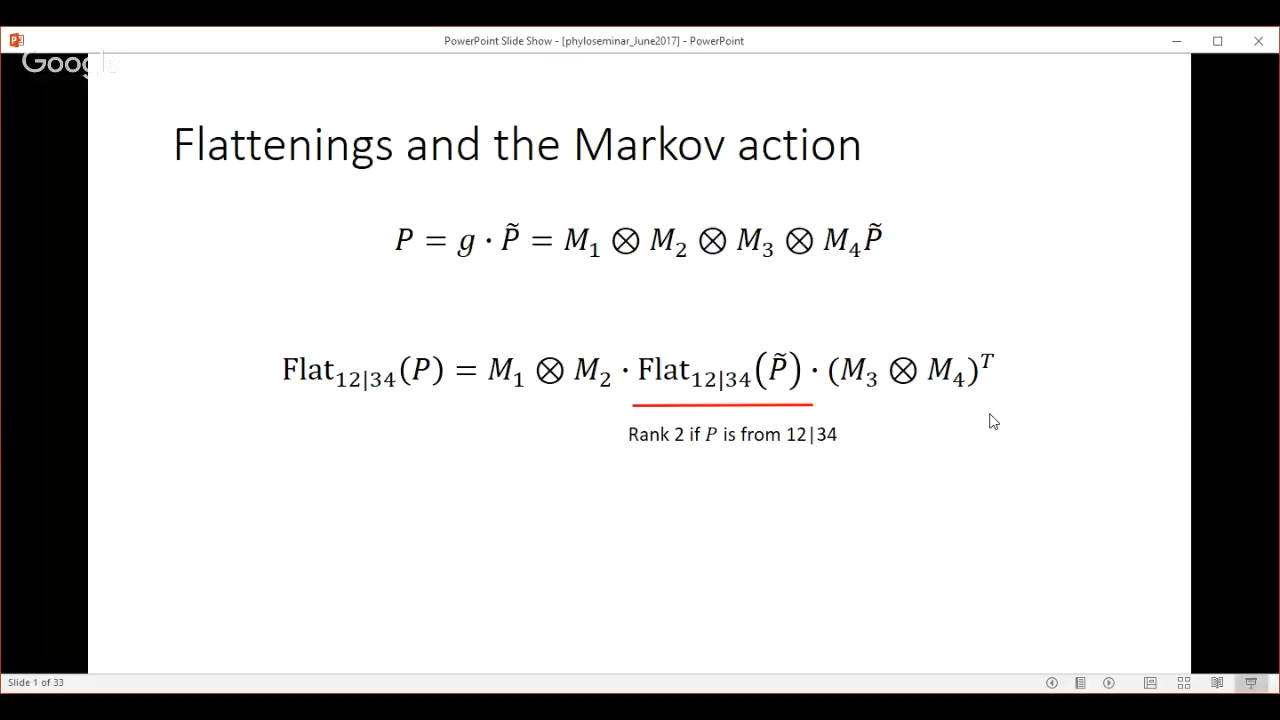 PowerPoint Slide Show - [phyloseminar_June2017] - PowerPoint
Google
Flattenings and the Markov action
𝑃 = 𝑔 · 𝑃̃ = 𝑀₁ ⊗ 𝑀₂ ⊗ 𝑀₃ ⊗ 𝑀₄𝑃̃
Flat₁₂|₃₄(𝑃) = 𝑀₁ ⊗ 𝑀₂ · Flat₁₂|₃₄(𝑃̃) · (𝑀₃ ⊗ 𝑀₄)ᵀ
Rank 2 if 𝑃 is from 12|34
Slide 1 of 33